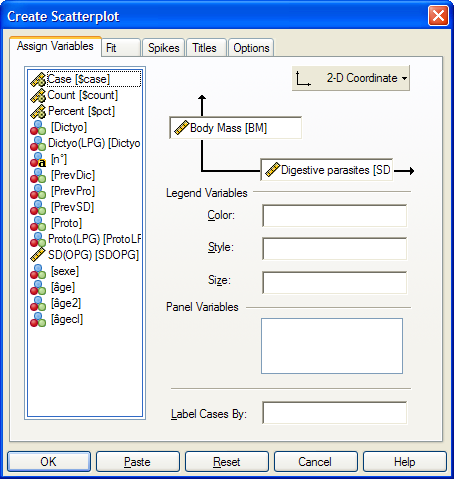 Create Scatterplot
Assign Variables Fit Spikes Titles Options
Case [$case]
Count [$count]
Percent [$pct]
[Dictyo]
Dictyo(LPG) [Dictyo
[n°]
[PrevDic]
[PrevPro]
[PrevSD]
[Proto]
Proto(LPG) [ProtoLF
SD(OPG) [SDOPG]
[sexe]
[âge]
[âge2]
[âgecl]
2-D Coordinate
Body Mass [BM]
Digestive parasites [SD
Legend Variables
Color:
Style:
Size:
Panel Variables
Label Cases By:
OK Paste Reset Cancel Help